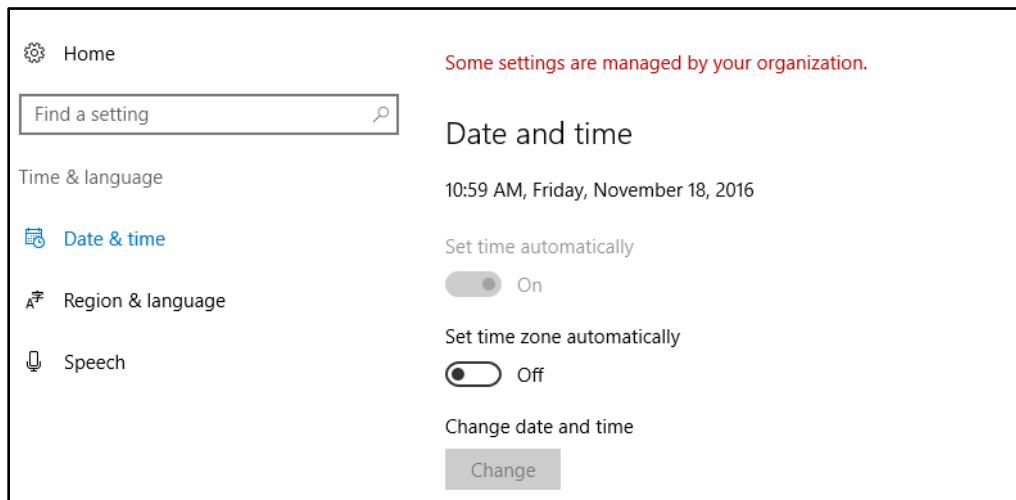 Home
Find a setting
Time & language
Date & time
Region & language
Speech
Some settings are managed by your organization.
Date and time
10:59 AM, Friday, November 18, 2016
Set time automatically
On
Set time zone automatically
Off
Change date and time
Change